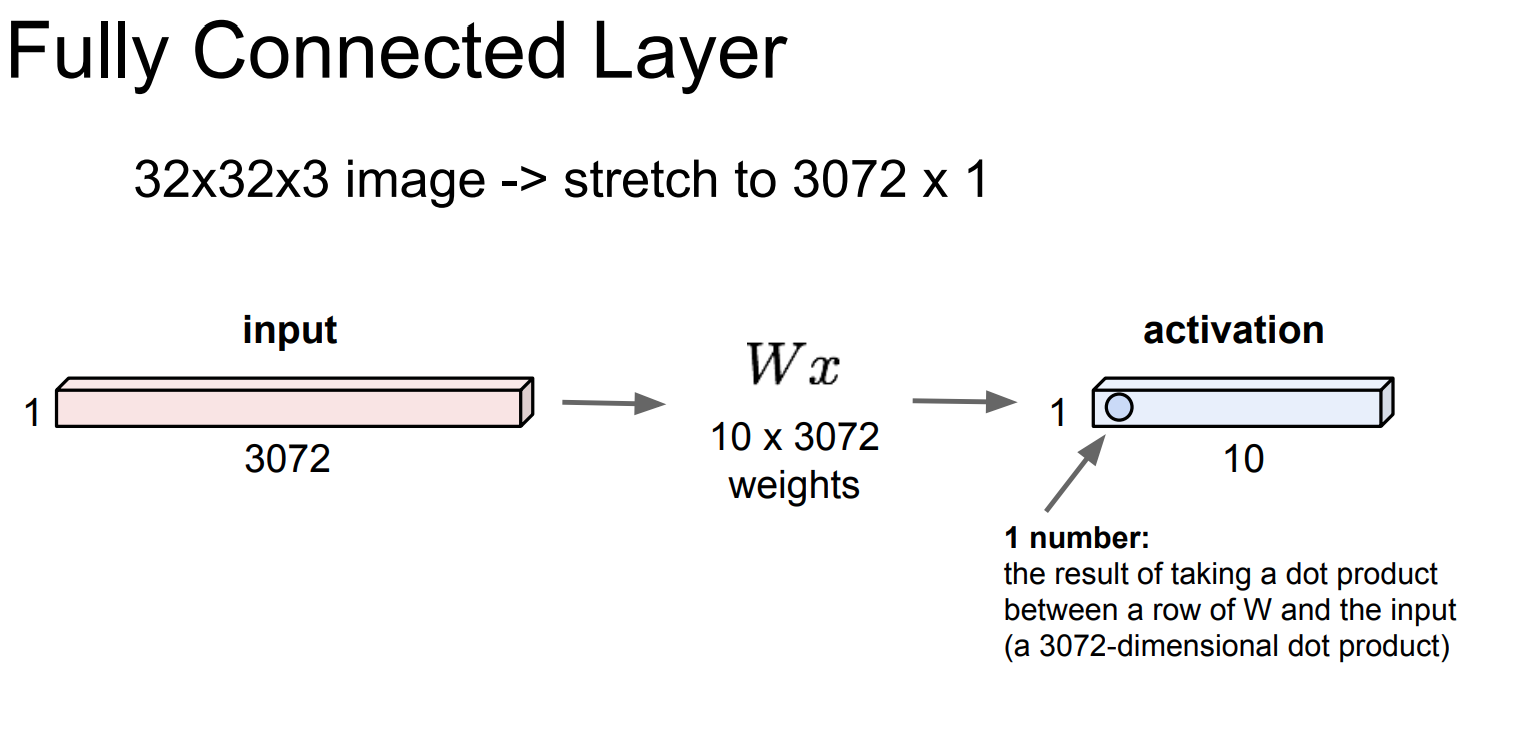 Fully Connected Layer
32x32x3 image -> stretch to 3072 x 1
input
1
3072
Wx
10 x 3072
weights
activation
1
10
1 number:
the result of taking a dot product
between a row of W and the input
(a 3072-dimensional dot product)